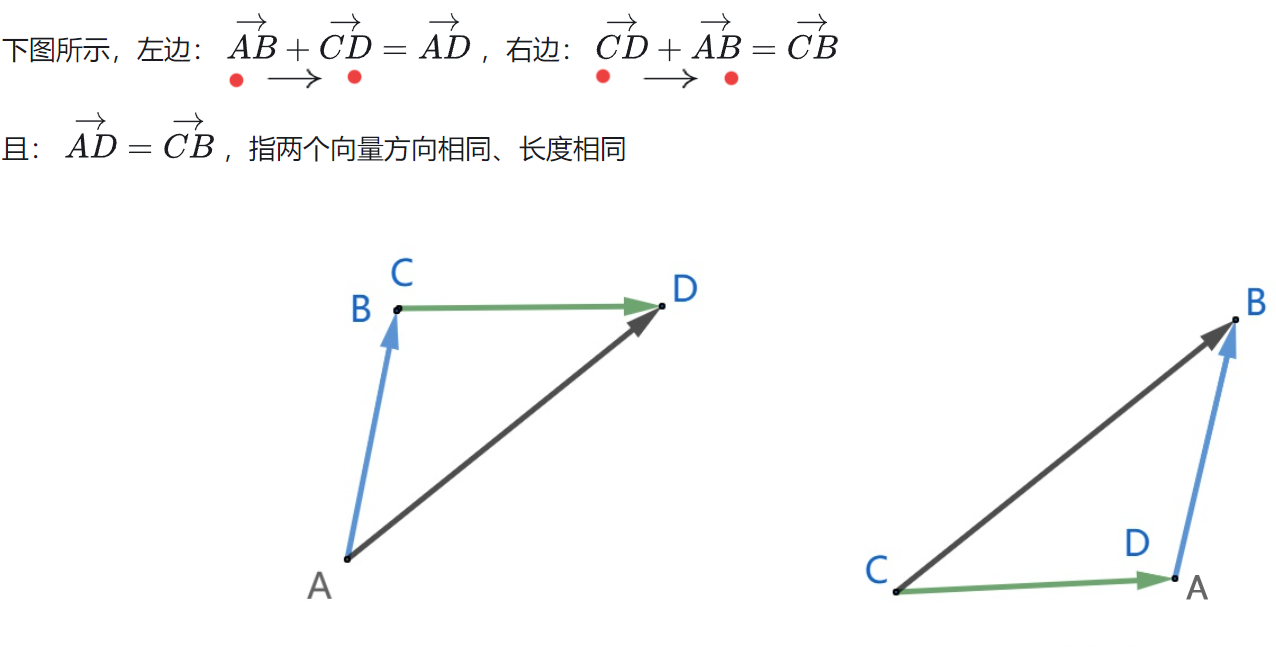 下图所示，左边： $\overrightarrow{AB}+\overrightarrow{CD}=\overrightarrow{AD}$ ，右边： $\overrightarrow{CD}+\overrightarrow{AB}=\overrightarrow{CB}$
且： $\overrightarrow{AD}=\overrightarrow{CB}$ ，指两个向量方向相同、长度相同
C
B
D
A
B
D
C
A